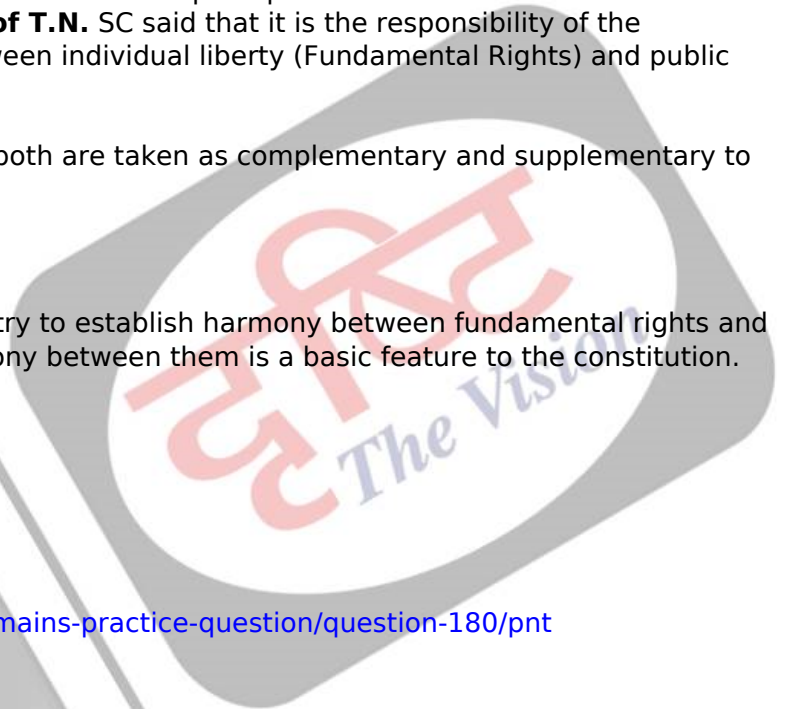 of T.N. SC said that it is the responsibility of the
een individual liberty (Fundamental Rights) and public
both are taken as complementary and supplementary to
try to establish harmony between fundamental rights and
ony between them is a basic feature to the constitution.
दृष्टि
The Vision
mains-practice-question/question-180/pnt